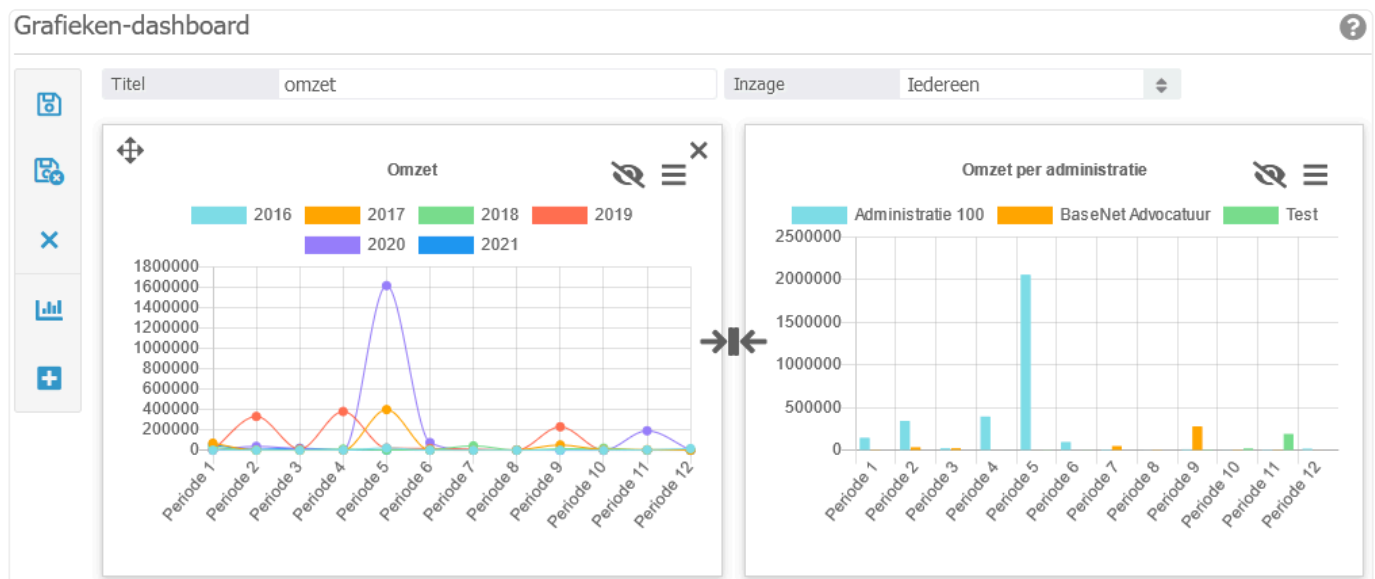 Grafieken-dashboard
Titel omzet Inzage Iedereen
Omzet
2016 2017 2018 2019
2020 2021
1800000
1600000
1400000
1200000
1000000
800000
600000
400000
200000
0
Periode 1 Periode 2 Periode 3 Periode 4 Periode 5 Periode 6 Periode 7 Periode 8 Periode 9 Periode 10 Periode 11 Periode 12
Omzet per administratie
Administratie 100 BaseNet Advocatuur Test
2500000
2000000
1500000
1000000
500000
0
Periode 1 Periode 2 Periode 3 Periode 4 Periode 5 Periode 6 Periode 7 Periode 8 Periode 9 Periode 10 Periode 11 Periode 12